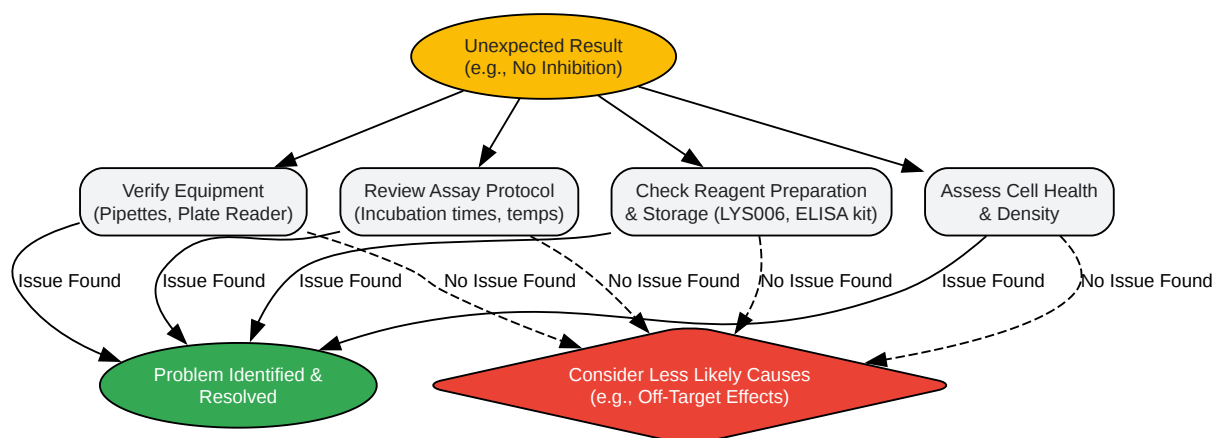 Unexpected Result
(e.g., No Inhibition)
Verify Equipment
(Pipettes, Plate Reader)
Review Assay Protocol
(Incubation times, temps)
Check Reagent Preparation
& Storage (LYS006, ELISA kit)
Assess Cell Health
& Density
Issue Found
Issue Found
Issue Found
No Issue Found
No Issue Found
No Issue Found
Issue Found
No Issue Found
Problem Identified &
Resolved
Consider Less Likely Causes
(e.g., Off-Target Effects)